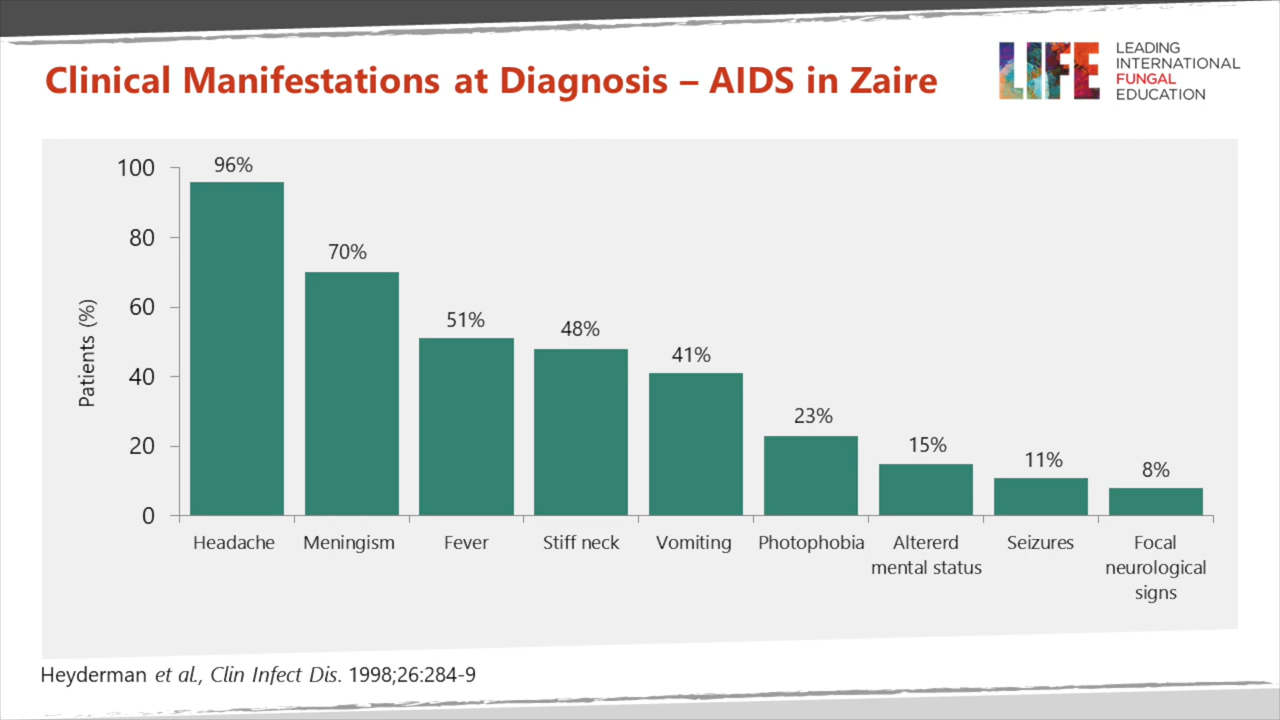 Clinical Manifestations at Diagnosis – AIDS in Zaire
LIFE
LEADING
INTERNATIONAL
FUNGAL
EDUCATION
Patients (%)
100
80
60
40
20
0
96%
70%
51%
48%
41%
23%
15%
11%
8%
Headache
Meningism
Fever
Stiff neck
Vomiting
Photophobia
Altererd
mental status
Seizures
Focal
neurological
signs
Heyderman et al., Clin Infect Dis. 1998;26:284-9